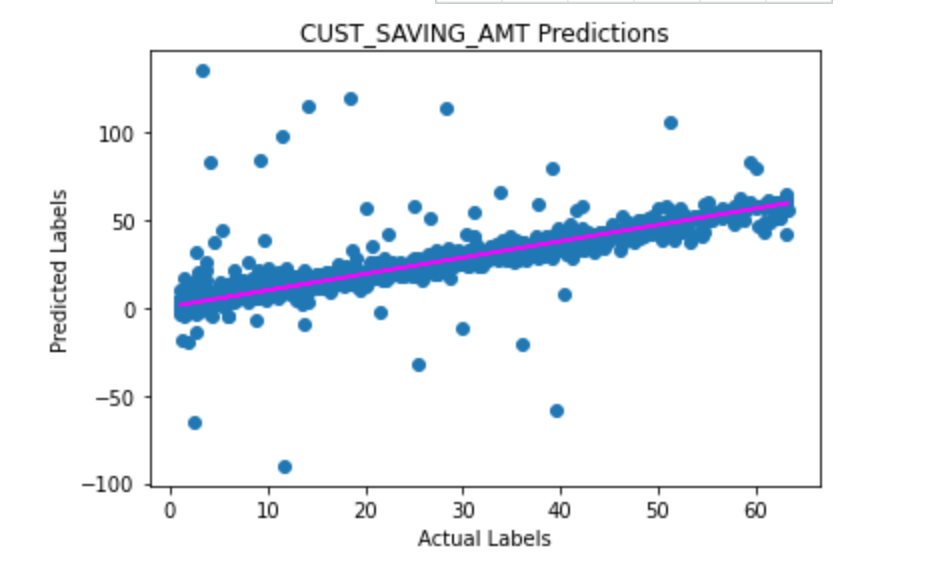 CUST_SAVING_AMT Predictions
100
50
0
−50
−100
Predicted Labels
0 10 20 30 40 50 60
Actual Labels